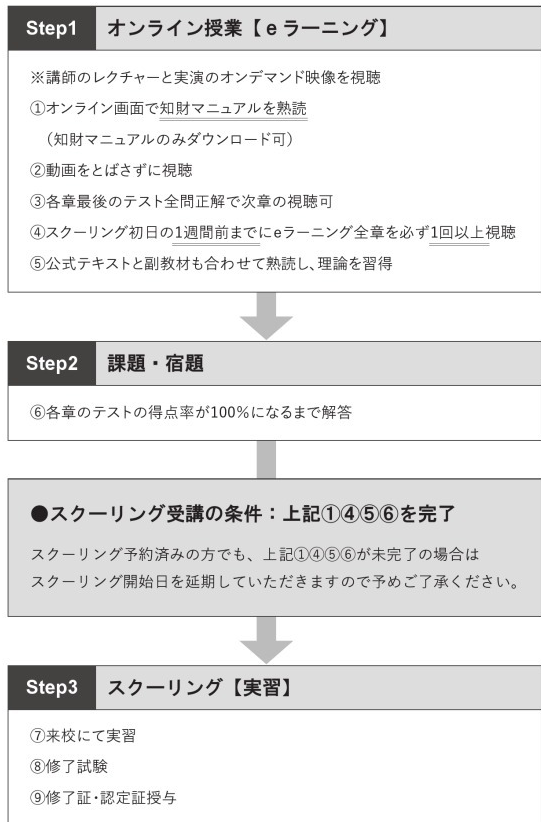 Step1 オンライン授業【eラーニング】
※講師のレクチャーと実演のオンデマンド映像を視聴
①オンライン画面で知財マニュアルを熟読
（知財マニュアルのみダウンロード可）
②動画をとばさずに視聴
③各章最後のテスト全問正解で次章の視聴可
④スクーリング初日の1週間前までにeラーニング全章を必ず1回以上視聴
⑤公式テキストと副教材も合わせて熟読し、理論を習得
Step2 課題・宿題
⑥各章のテストの得点率が100%になるまで解答
●スクーリング受講の条件：上記①④⑤⑥を完了
スクーリング予約済みの方でも、上記①④⑤⑥が未完了の場合は
スクーリング開始日を延期していただきますので予めご了承ください。
Step3 スクーリング【実習】
⑦来校にて実習
⑧修了試験
⑨修了証・認定証授与